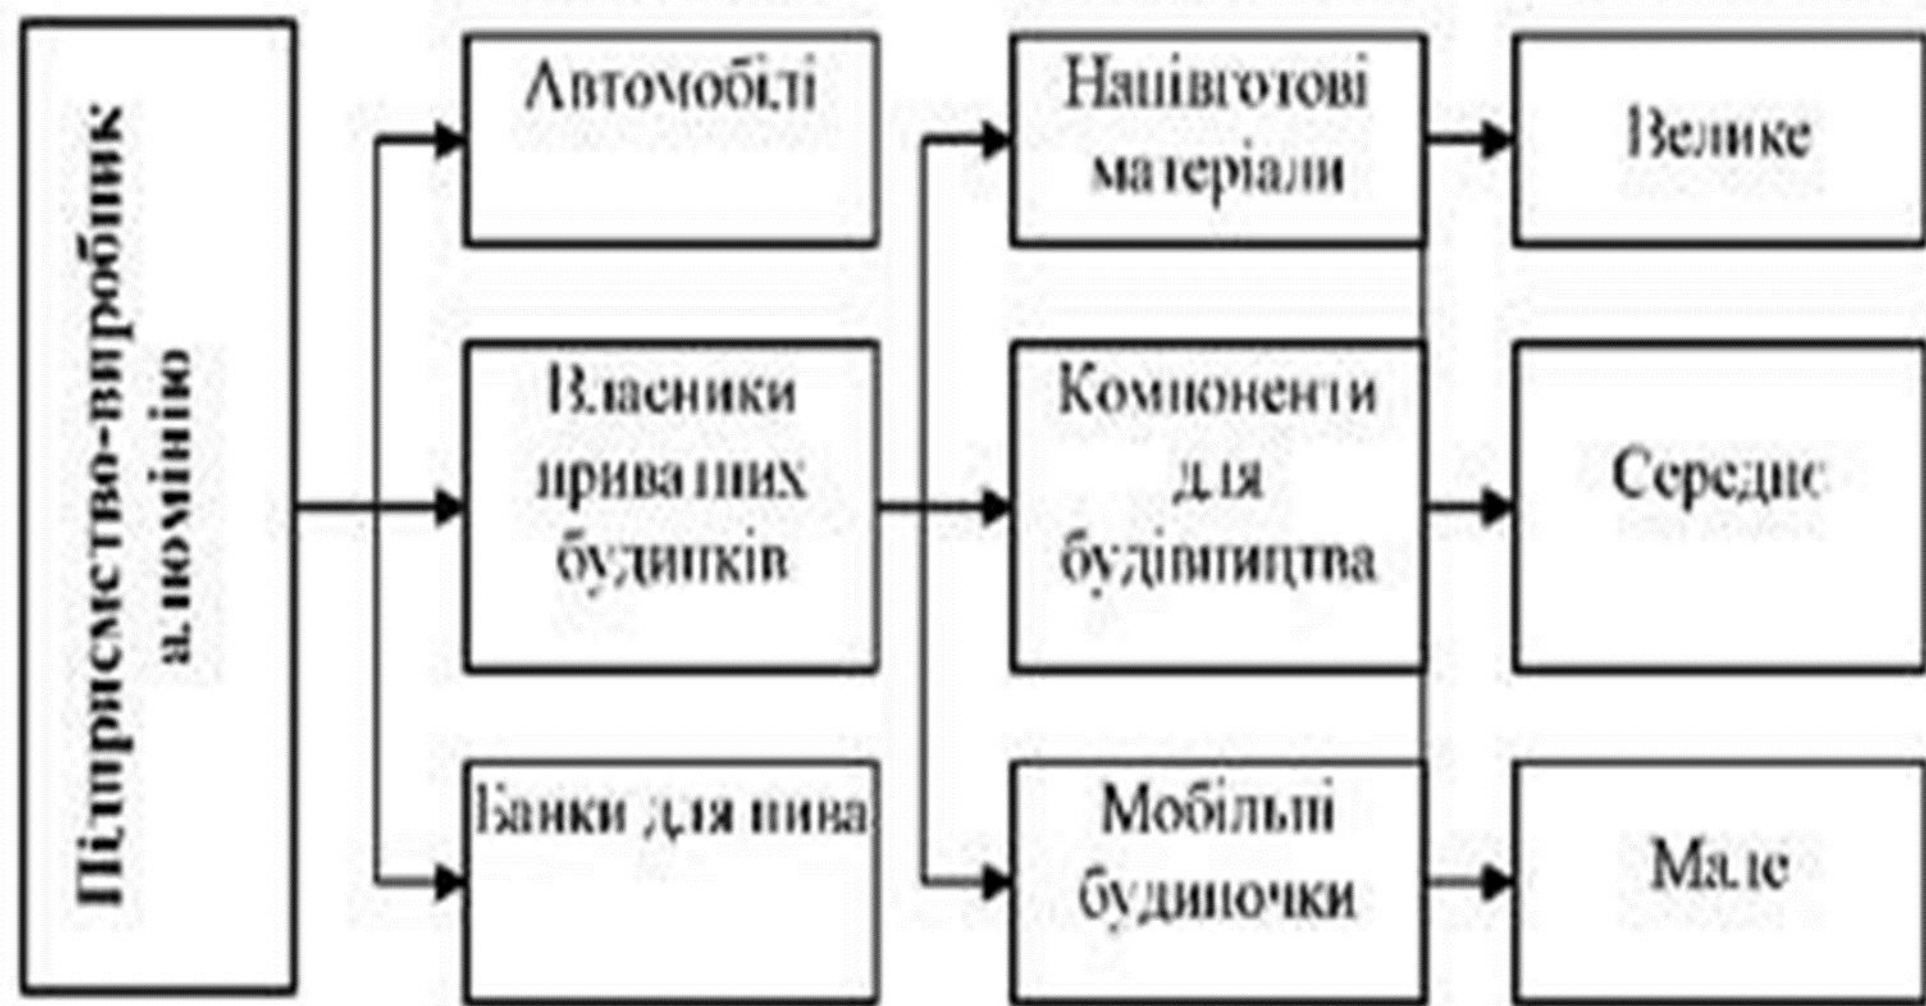 Підприємство-виробник
алюмінію
Автомобілі
Власники
приватних
будинків
Банки для пива
Напівготові
матеріали
Компоненти
для
будівництва
Мобільні
будиночки
Велике
Середнє
Мале